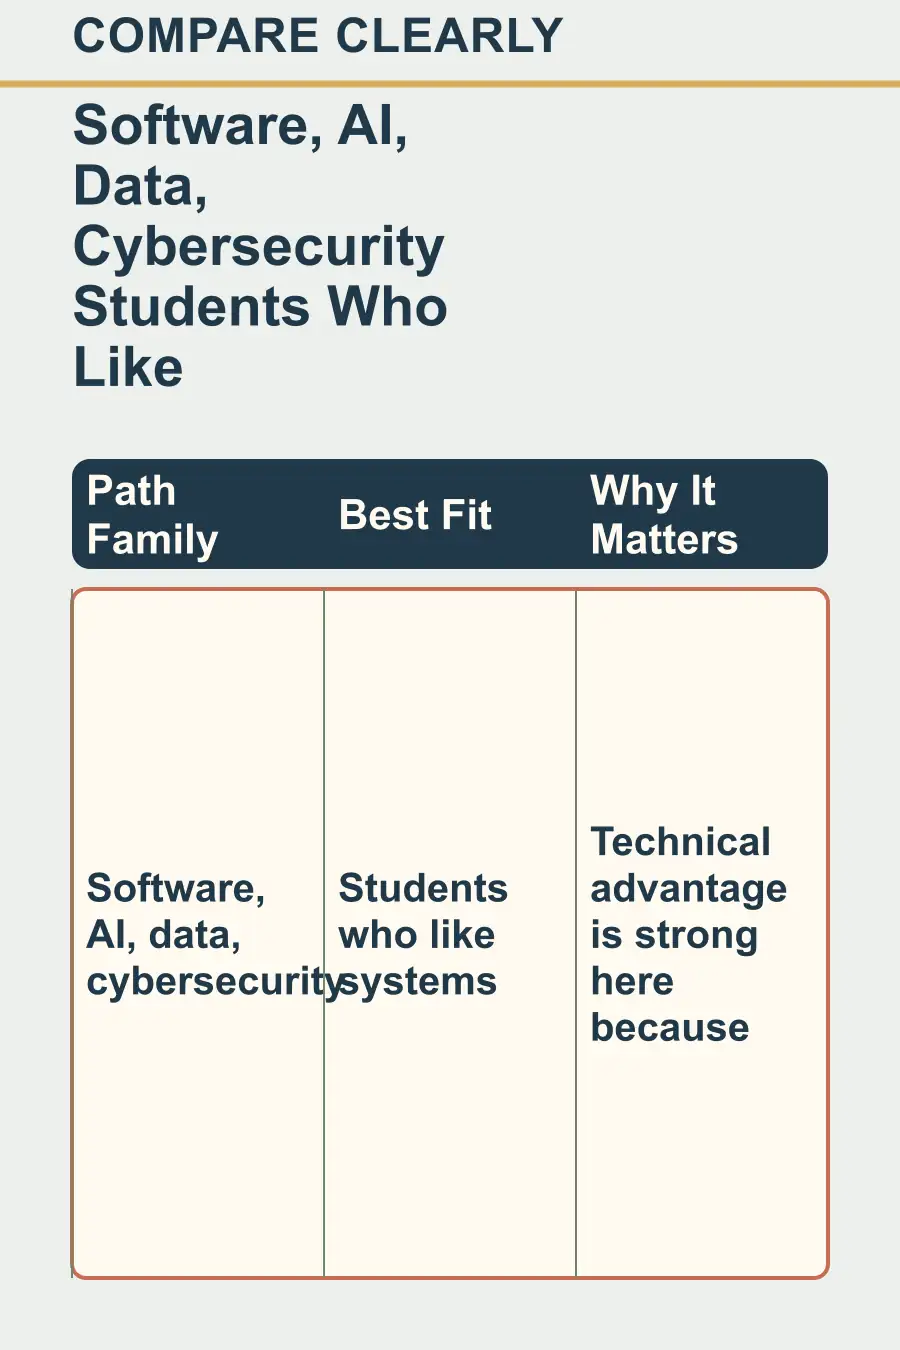 COMPARE CLEARLY
Software, AI,
Data,
Cybersecurity
Students Who
Like
Path
Family
Best Fit
Why It
Matters
Software,
AI, data,
cybersecurity
Students
who like
systems
Technical
advantage
is strong
here
because